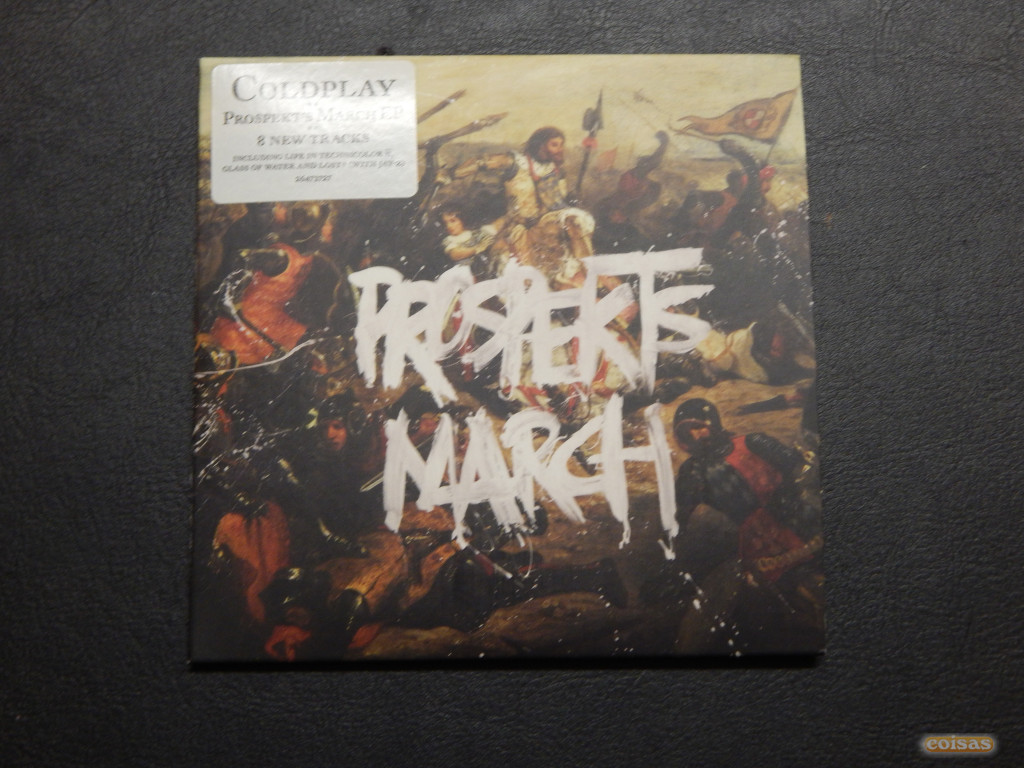 COLDPLAY
PROSPEKT'S MARCH EP
8 NEW TRACKS
INCLUDING LIFE IN TECHNICOLOR
GLASS OF WATER AND LOST+ (WITH JAY-Z)
PROSPEKTS
MARCH
coisas